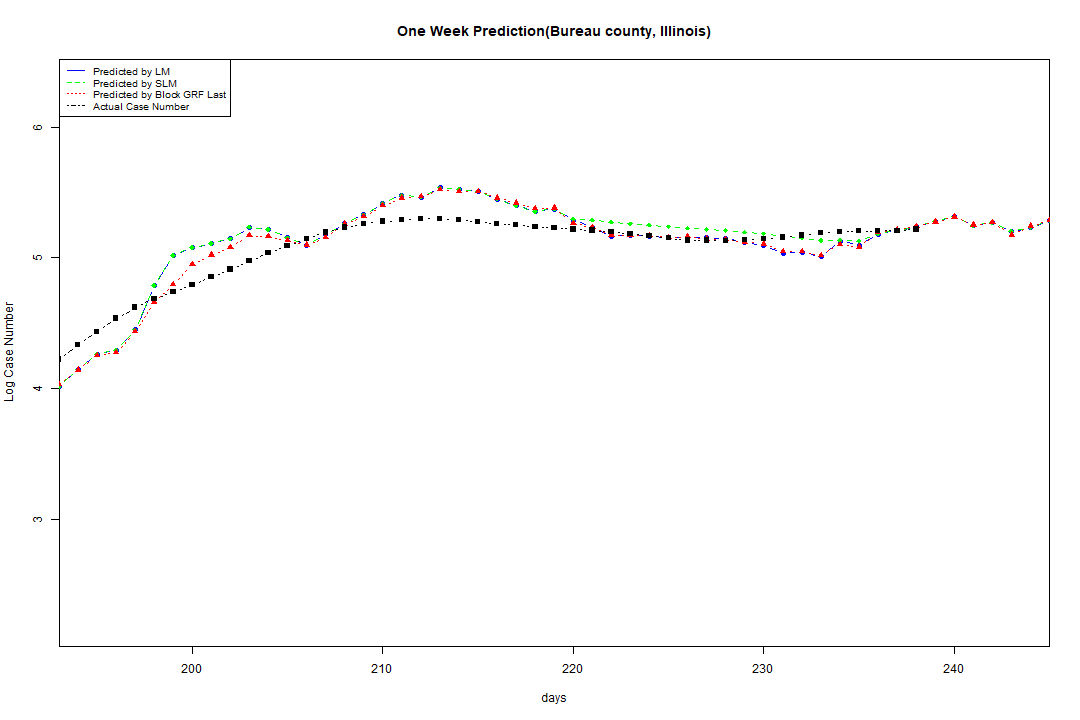 One Week Prediction(Bureau county, Illinois)
Predicted by LM
Predicted by SLM
Predicted by Block GRF Last
Actual Case Number
6
5
4
3
Log Case Number
200 210 220 230 240
days